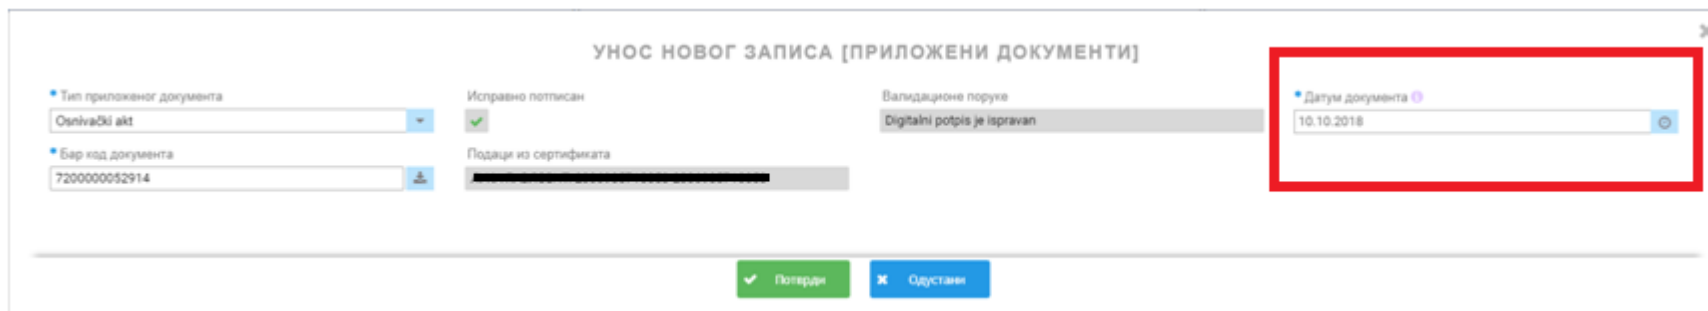 УНОС НОВОГ ЗАПИСА [ПРИЛОЖЕНИ ДОКУМЕНТИ]
Тип приложеног документа
Исправно потписан
Валидационе поруке
Датум документа
Osnivački akt
Digitalni potpis je ispravan
10.10.2018
Бар код документа
Подаци из сертификата
7200000052914
Потврди
Одустани